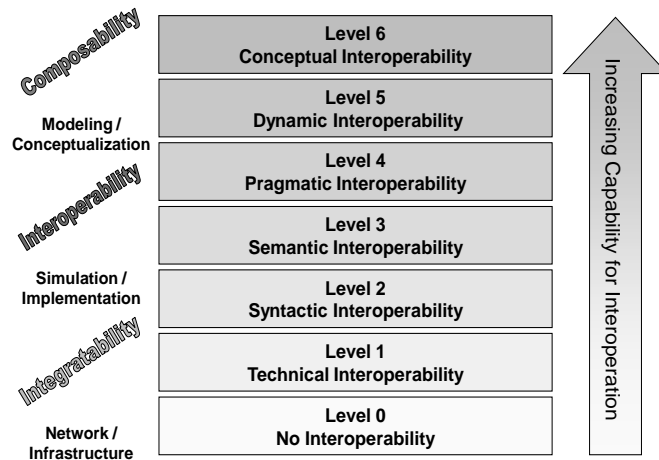 Composability
Modeling /
Conceptualization
Interoperability
Simulation /
Implementation
Integratability
Network /
Infrastructure
Level 6
Conceptual Interoperability
Level 5
Dynamic Interoperability
Level 4
Pragmatic Interoperability
Level 3
Semantic Interoperability
Level 2
Syntactic Interoperability
Level 1
Technical Interoperability
Level 0
No Interoperability
Increasing Capability for Interoperation